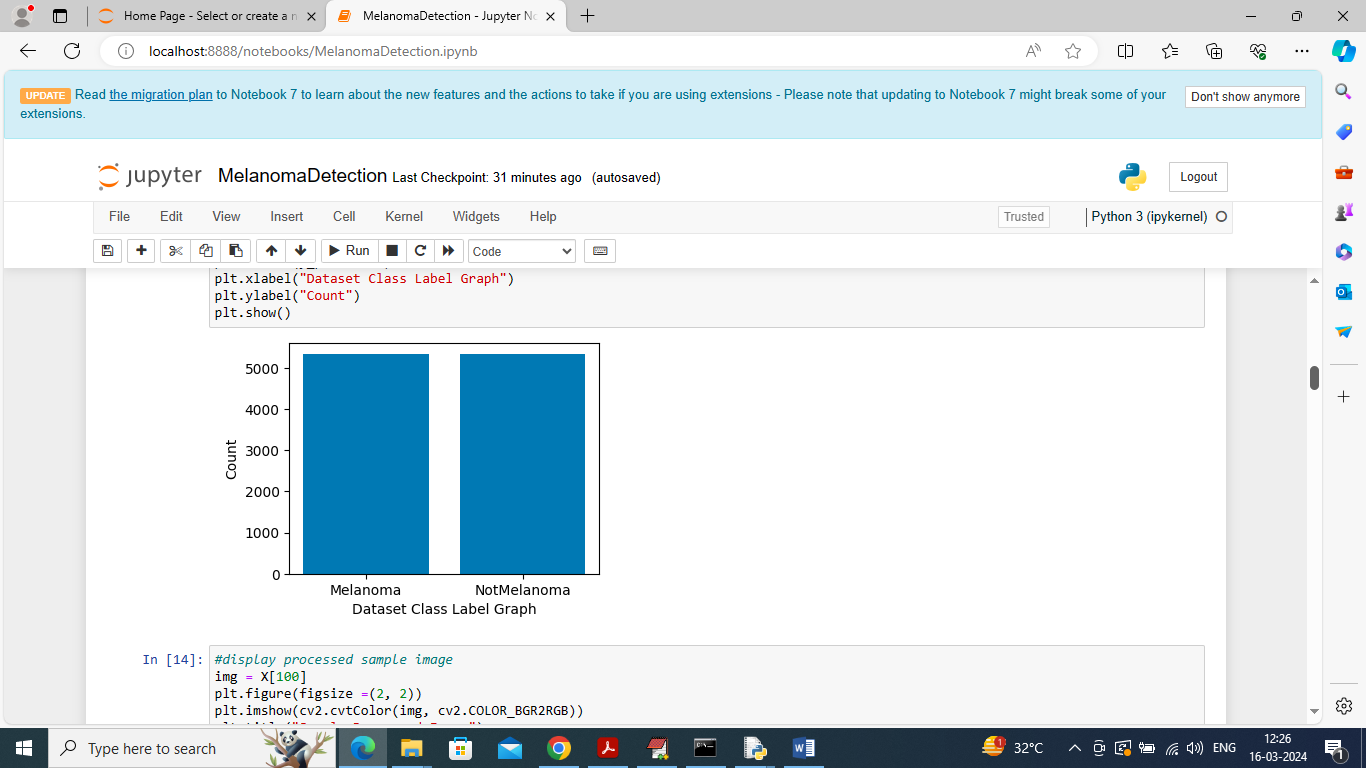 Home Page - Select or create a n
MelanomaDetection - Jupyter No
localhost:8888/notebooks/MelanomaDetection.ipynb
UPDATE Read the migration plan to Notebook 7 to learn about the new features and the actions to take if you are using extensions - Please note that updating to Notebook 7 might break some of your
extensions.
Don't show anymore
jupyter MelanomaDetection Last Checkpoint: 31 minutes ago (autosaved)
Logout
File Edit View Insert Cell Kernel Widgets Help
Trusted
Python 3 (ipykernel)
Run
Code
plt.xlabel("Dataset Class Label Graph")
plt.ylabel("Count")
plt.show()
5000
4000
3000
2000
1000
0
Count
Melanoma NotMelanoma
Dataset Class Label Graph
In [14]:
#display processed sample image
img = X[100]
plt.figure(figsize =(2, 2))
plt.imshow(cv2.cvtColor(img, cv2.COLOR_BGR2RGB))
Type here to search
32°C
ENG
12:26
16-03-2024
1